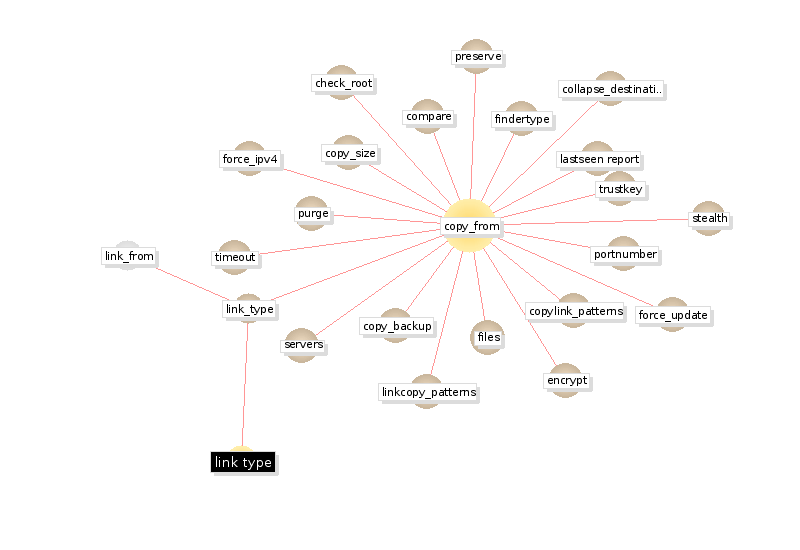 preserve
check_root
collapse_destinati..
compare
findertype
copy_size
force_ipv4
lastseen report
trustkey
purge
stealth
copy_from
link_from
timeout
portnumber
link_type
copylink_patterns
force_update
copy_backup
files
servers
encrypt
linkcopy_patterns
link type